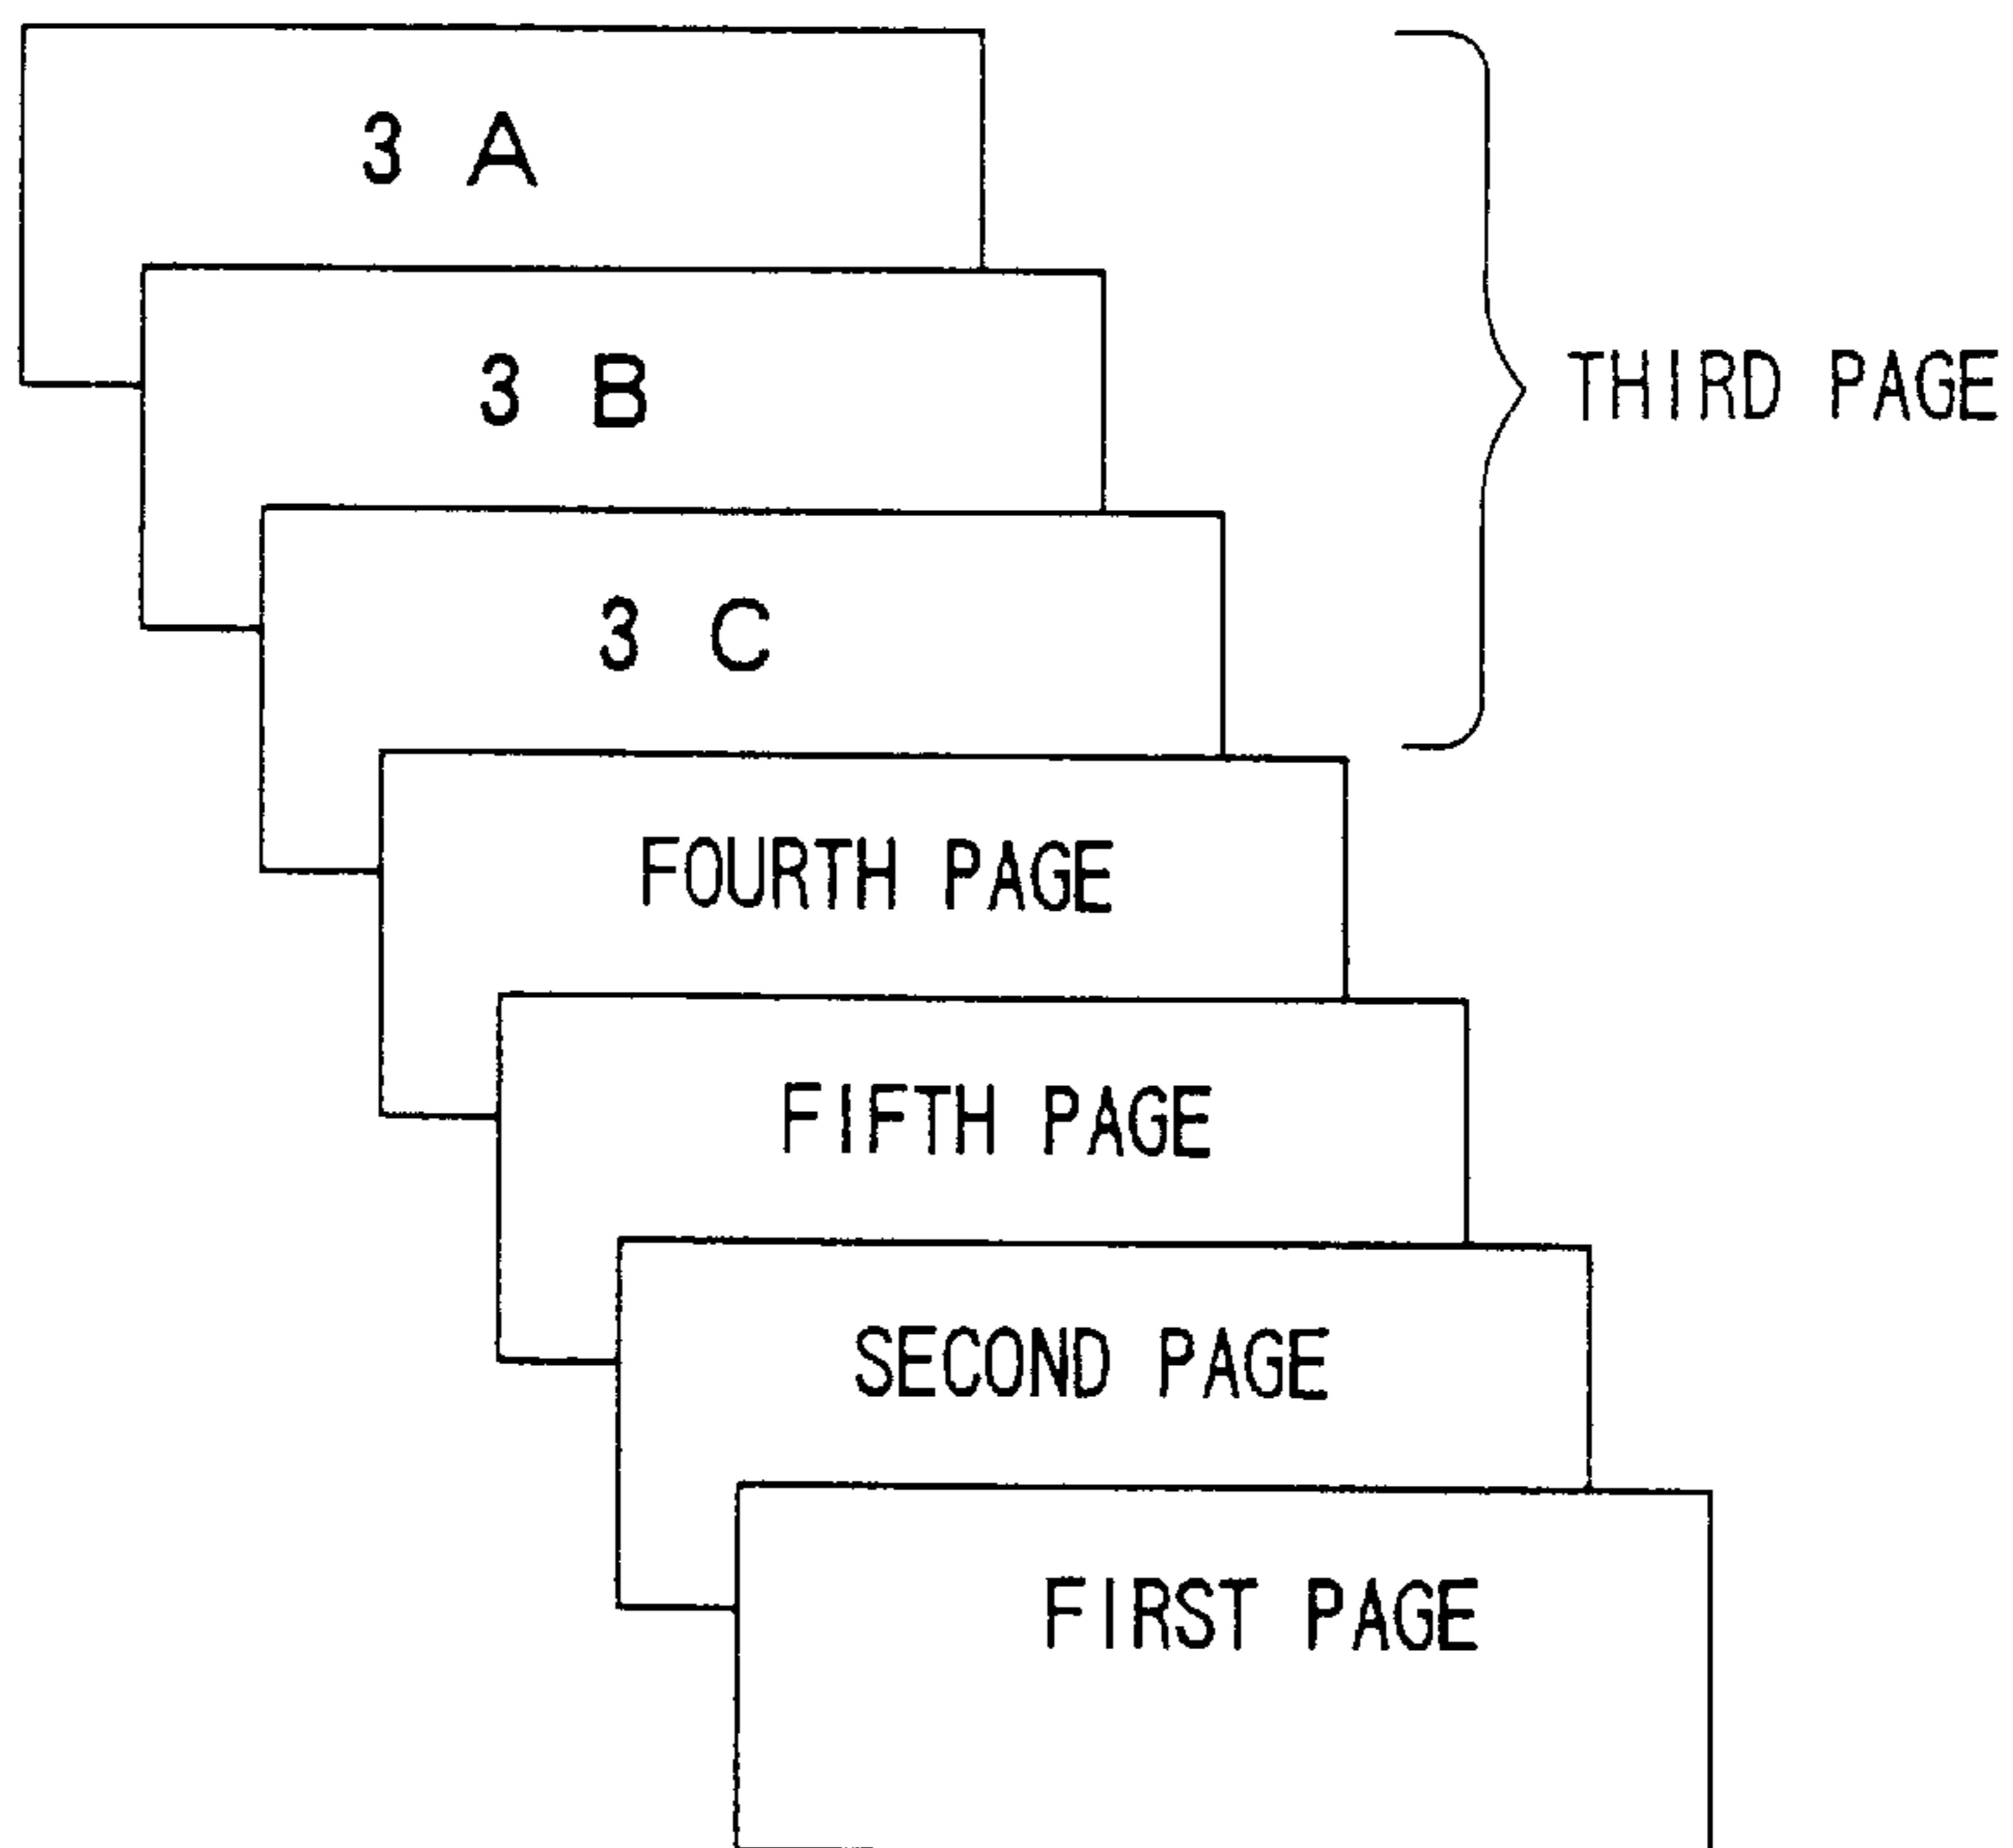 3 A
3 B
THIRD PAGE
3 C
FOURTH PAGE
FIFTH PAGE
SECOND PAGE
FIRST PAGE